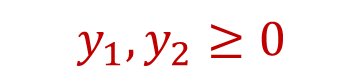 y₁, y₂ ≥ 0